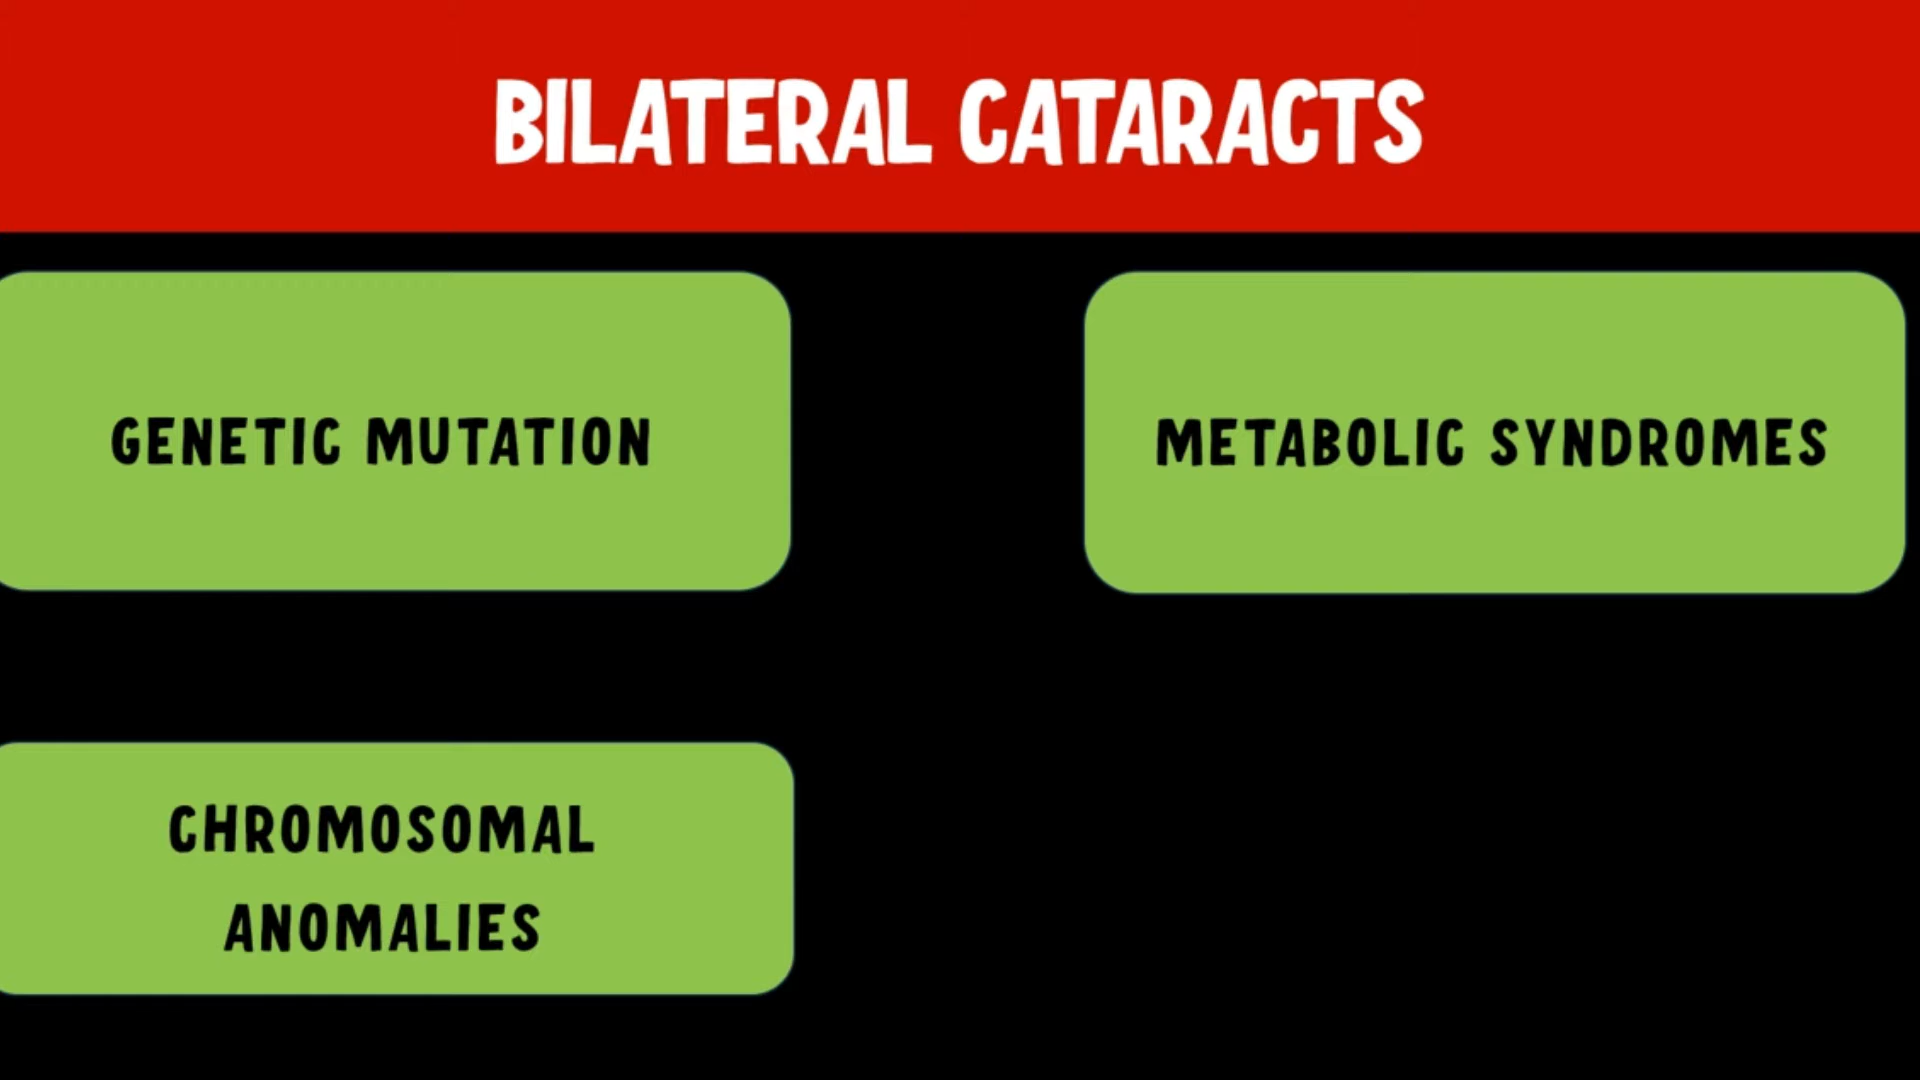 BILATERAL CATARACTS
GENETIC MUTATION
METABOLIC SYNDROMES
CHROMOSOMAL
ANOMALIES